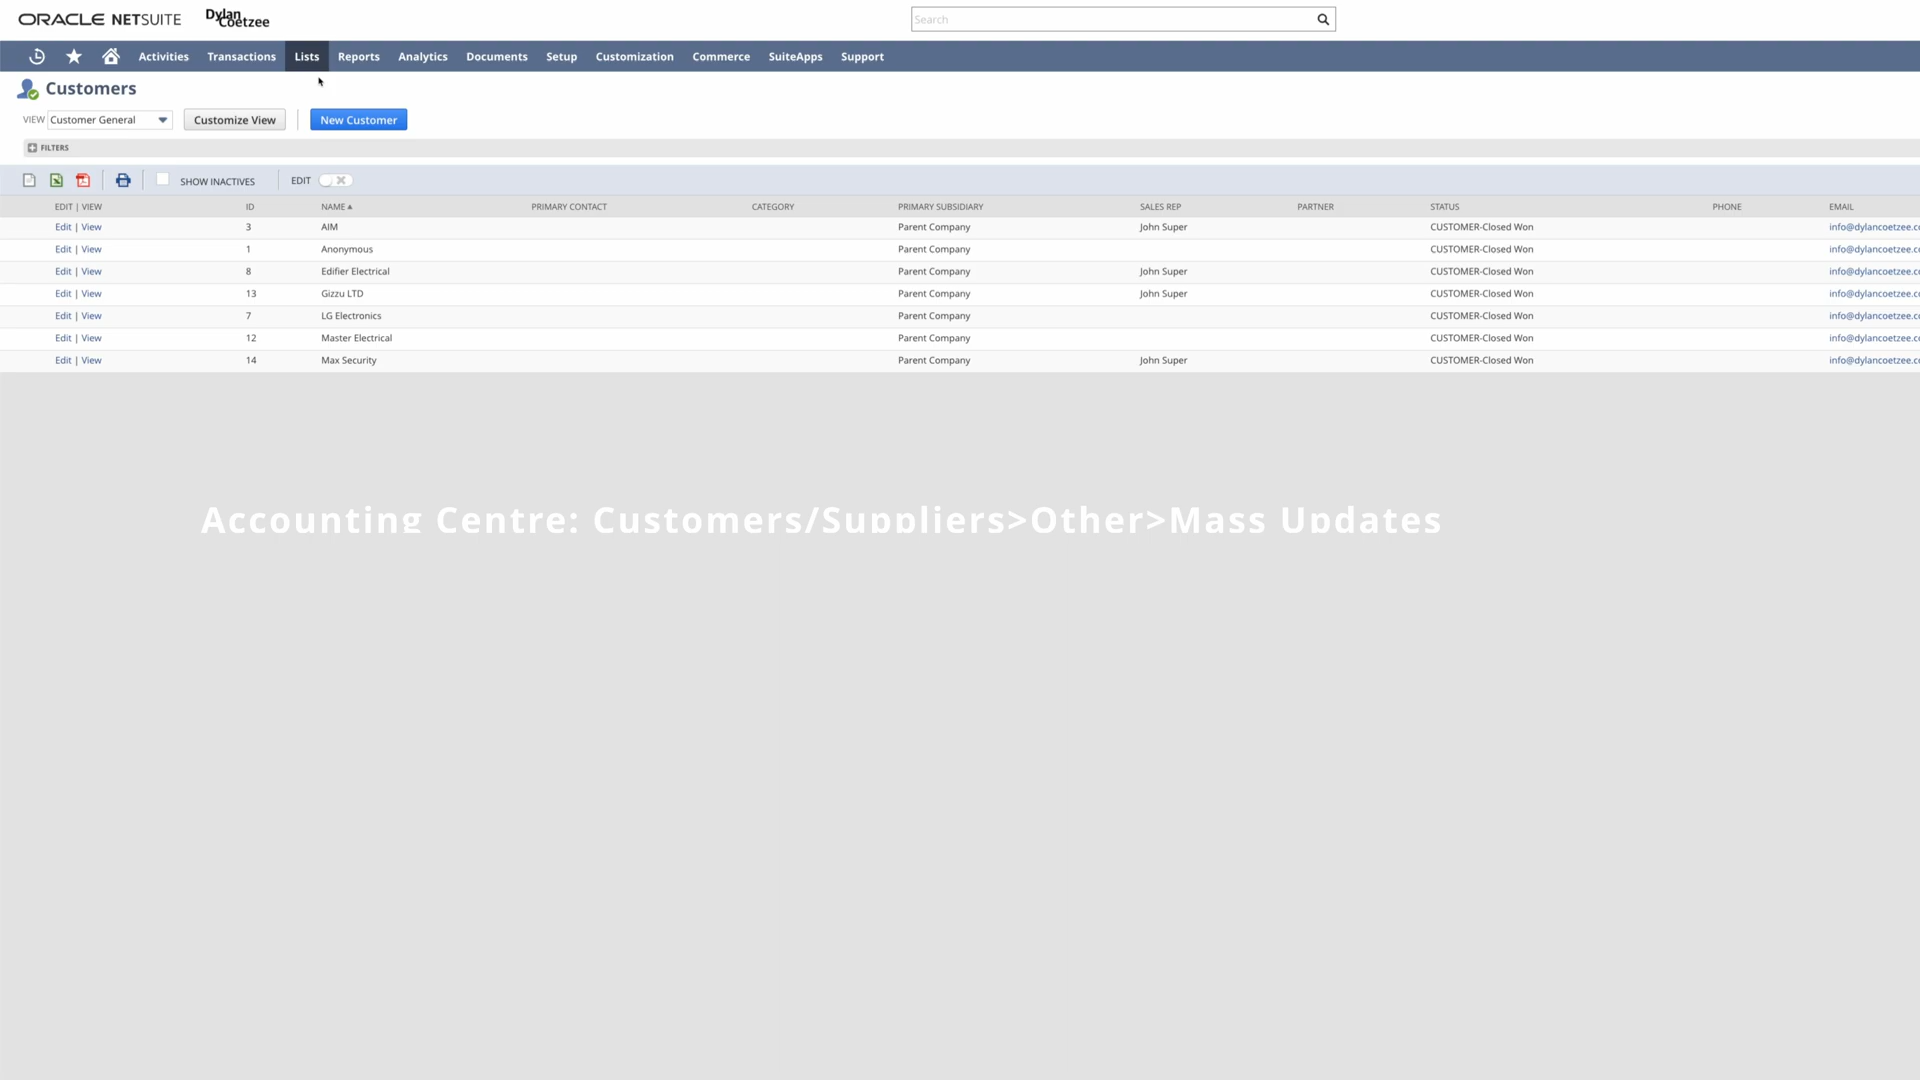 ORACLE NETSUITE
Dylan
Coetzee
Search
Activities Transactions Lists Reports Analytics Documents Setup Customization Commerce SuiteApps Support
Customers
VIEW Customer General Customize View New Customer
FILTERS
SHOW INACTIVES EDIT
EDIT | VIEW ID NAME PRIMARY CONTACT CATEGORY PRIMARY SUBSIDIARY SALES REP PARTNER STATUS PHONE EMAIL
Edit | View 3 AIM Parent Company John Super CUSTOMER-Closed Won info@dylancoetzee.c
Edit | View 1 Anonymous Parent Company CUSTOMER-Closed Won info@dylancoetzee.c
Edit | View 8 Edifier Electrical Parent Company John Super CUSTOMER-Closed Won info@dylancoetzee.c
Edit | View 13 Gizzu LTD Parent Company John Super CUSTOMER-Closed Won info@dylancoetzee.c
Edit | View 7 LG Electronics Parent Company CUSTOMER-Closed Won info@dylancoetzee.c
Edit | View 12 Master Electrical Parent Company CUSTOMER-Closed Won info@dylancoetzee.c
Edit | View 14 Max Security Parent Company John Super CUSTOMER-Closed Won info@dylancoetzee.c
Accounting Centre: Customers/Suppliers>Other>Mass Updates